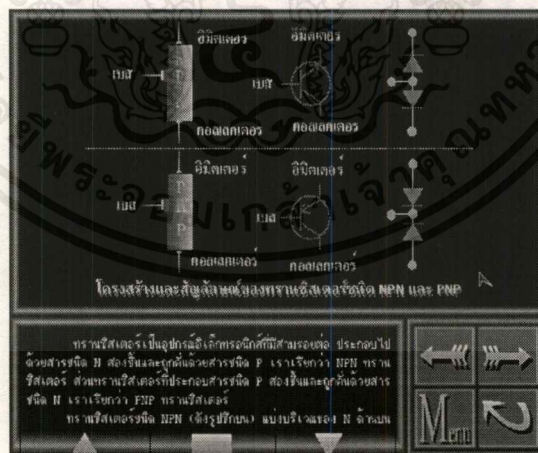 อิมิตเตอร์ อิมิตเตอร์
เบส
เบส
คอลเลกเตอร์ คอลเลกเตอร์
อิมิตเตอร์ อิมิตเตอร์
P
N
P
เบส เบส
คอลเลกเตอร์ คอลเลกเตอร์
โครงสร้างและสัญลักษณ์ของทรานซิสเตอร์ชนิด NPN และ PNP
ทรานซิสเตอร์เป็นอุปกรณ์อิเล็กทรอนิกส์ที่มีสามรอยต่อ ประกอบไป
ด้วยสารชนิด N สองชิ้นและถูกคั่นด้วยสารชนิด P เราเรียกว่า NPN ทราน
ซิสเตอร์ ส่วนทรานซิสเตอร์ที่ประกอบสารชนิด P สองชิ้นและถูกคั่นด้วยสาร
ชนิด N เราเรียกว่า PNP ทรานซิสเตอร์
ทรานซิสเตอร์ชนิด NPN (ดังรูปซีกบน) แบ่งบริเวณของ N ด้านบน
Menu